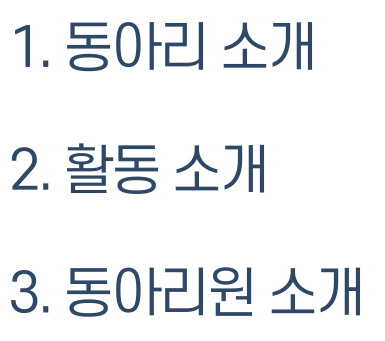 1. 동아리 소개
2. 활동 소개
3. 동아리원 소개